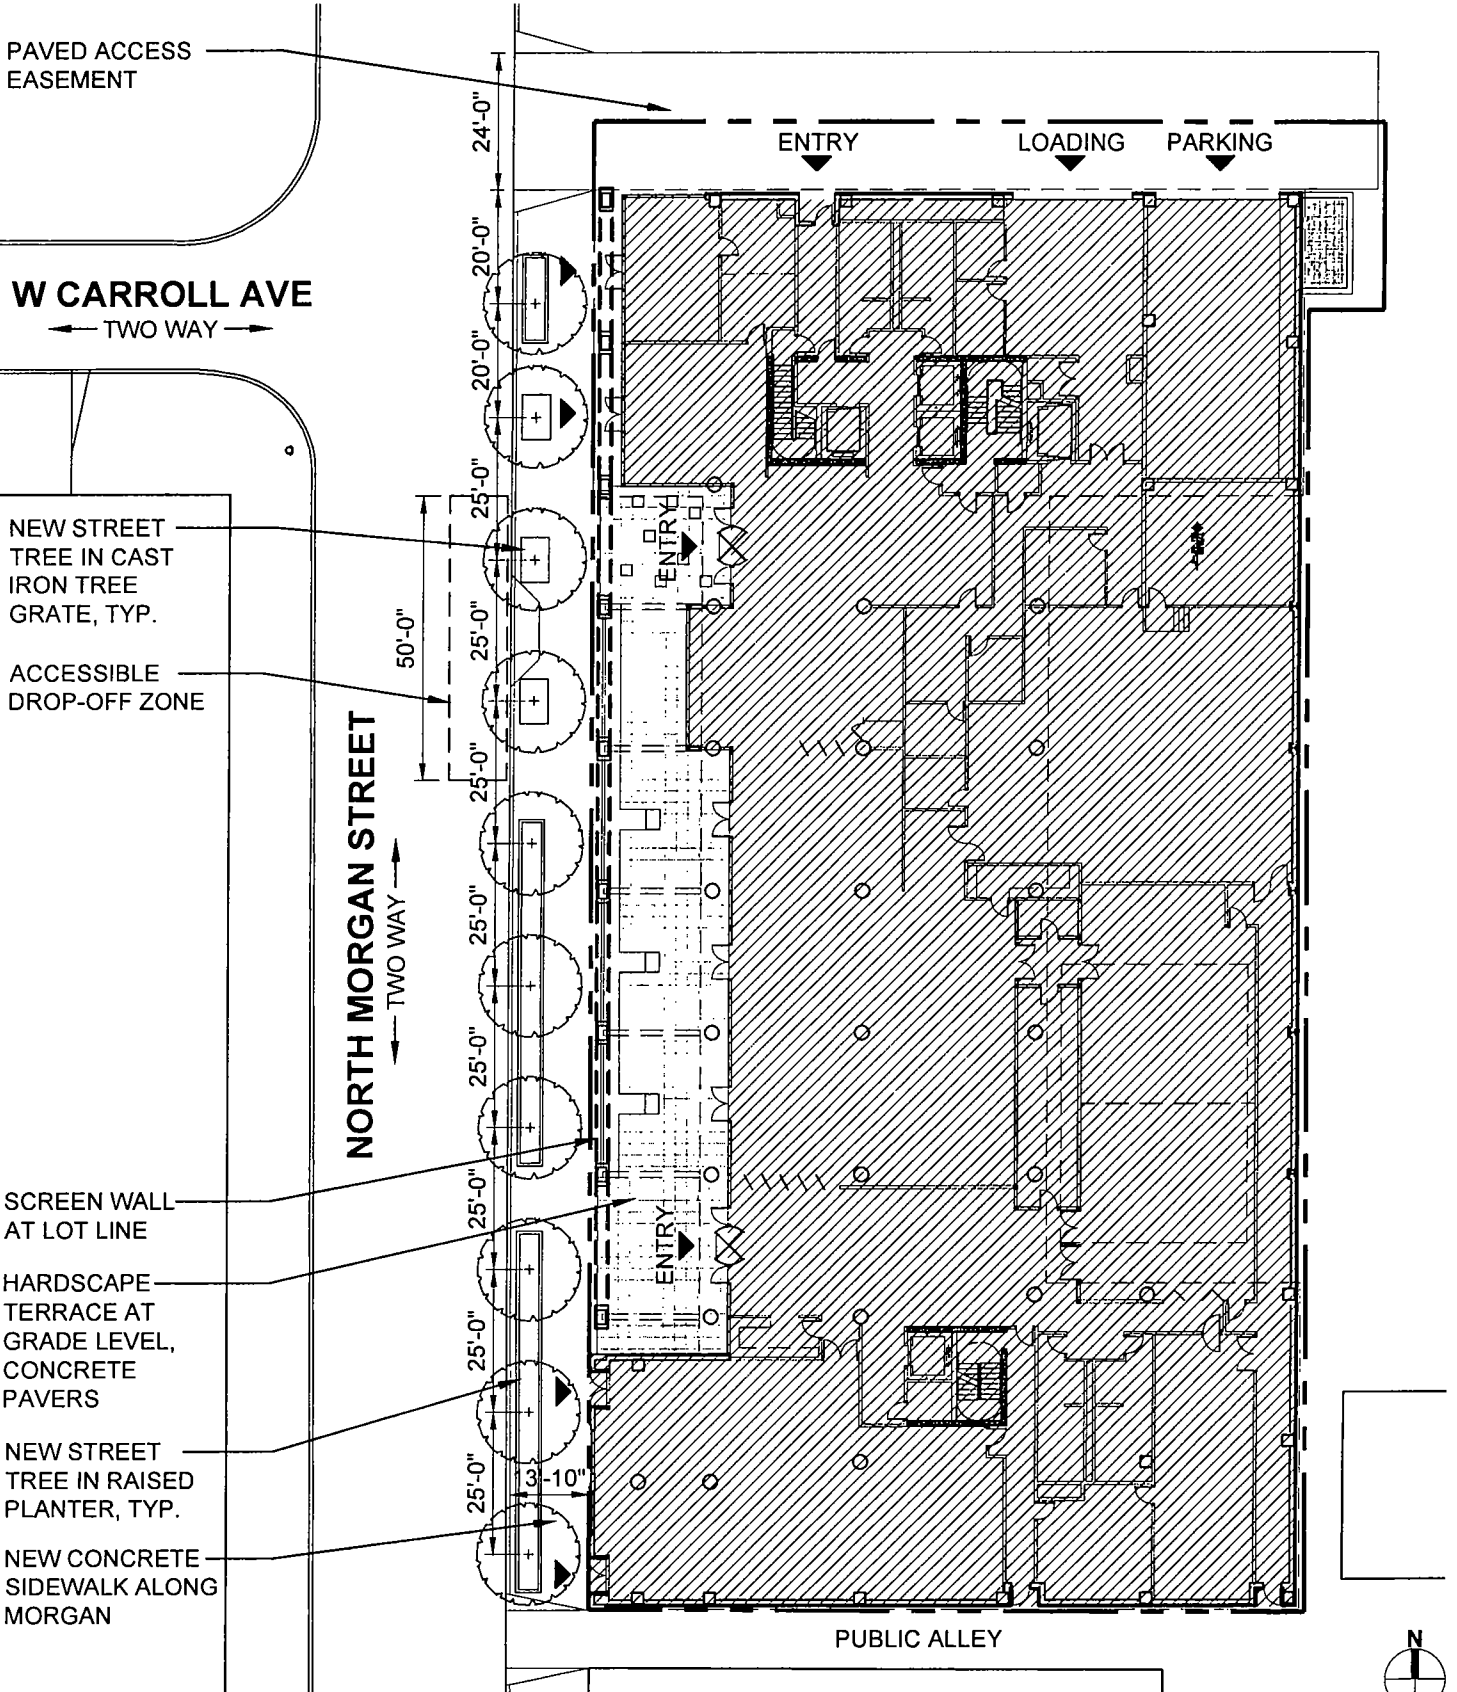 PAVED ACCESS
EASEMENT
24'-0"
ENTRY
LOADING
PARKING
20'-0"
W CARROLL AVE
TWO WAY
20'-0"
25'-0"
NEW STREET
TREE IN CAST
IRON TREE
GRATE, TYP.
ENTRY
50'-0"
25'-0"
ACCESSIBLE
DROP-OFF ZONE
25'-0"
NORTH MORGAN STREET
TWO WAY
25'-0"
25'-0"
SCREEN WALL
AT LOT LINE
25'-0"
ENTRY
HARDSCAPE
TERRACE AT
GRADE LEVEL,
CONCRETE
PAVERS
25'-0"
NEW STREET
TREE IN RAISED
PLANTER, TYP.
25'-0"
3'-10"
NEW CONCRETE
SIDEWALK ALONG
MORGAN
PUBLIC ALLEY
N